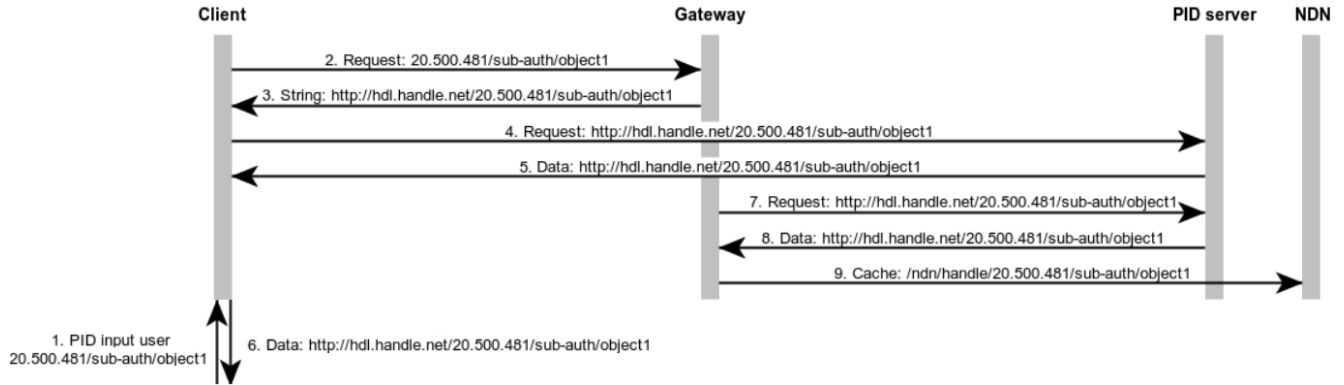 Client
Gateway
PID server
NDN
2. Request: 20.500.481/sub-auth/object1
3. String: http://hdl.handle.net/20.500.481/sub-auth/object1
4. Request: http://hdl.handle.net/20.500.481/sub-auth/object1
5. Data: http://hdl.handle.net/20.500.481/sub-auth/object1
7. Request: http://hdl.handle.net/20.500.481/sub-auth/object1
8. Data: http://hdl.handle.net/20.500.481/sub-auth/object1
9. Cache: /ndn/handle/20.500.481/sub-auth/object1
1. PID input user
20.500.481/sub-auth/object1
6. Data: http://hdl.handle.net/20.500.481/sub-auth/object1